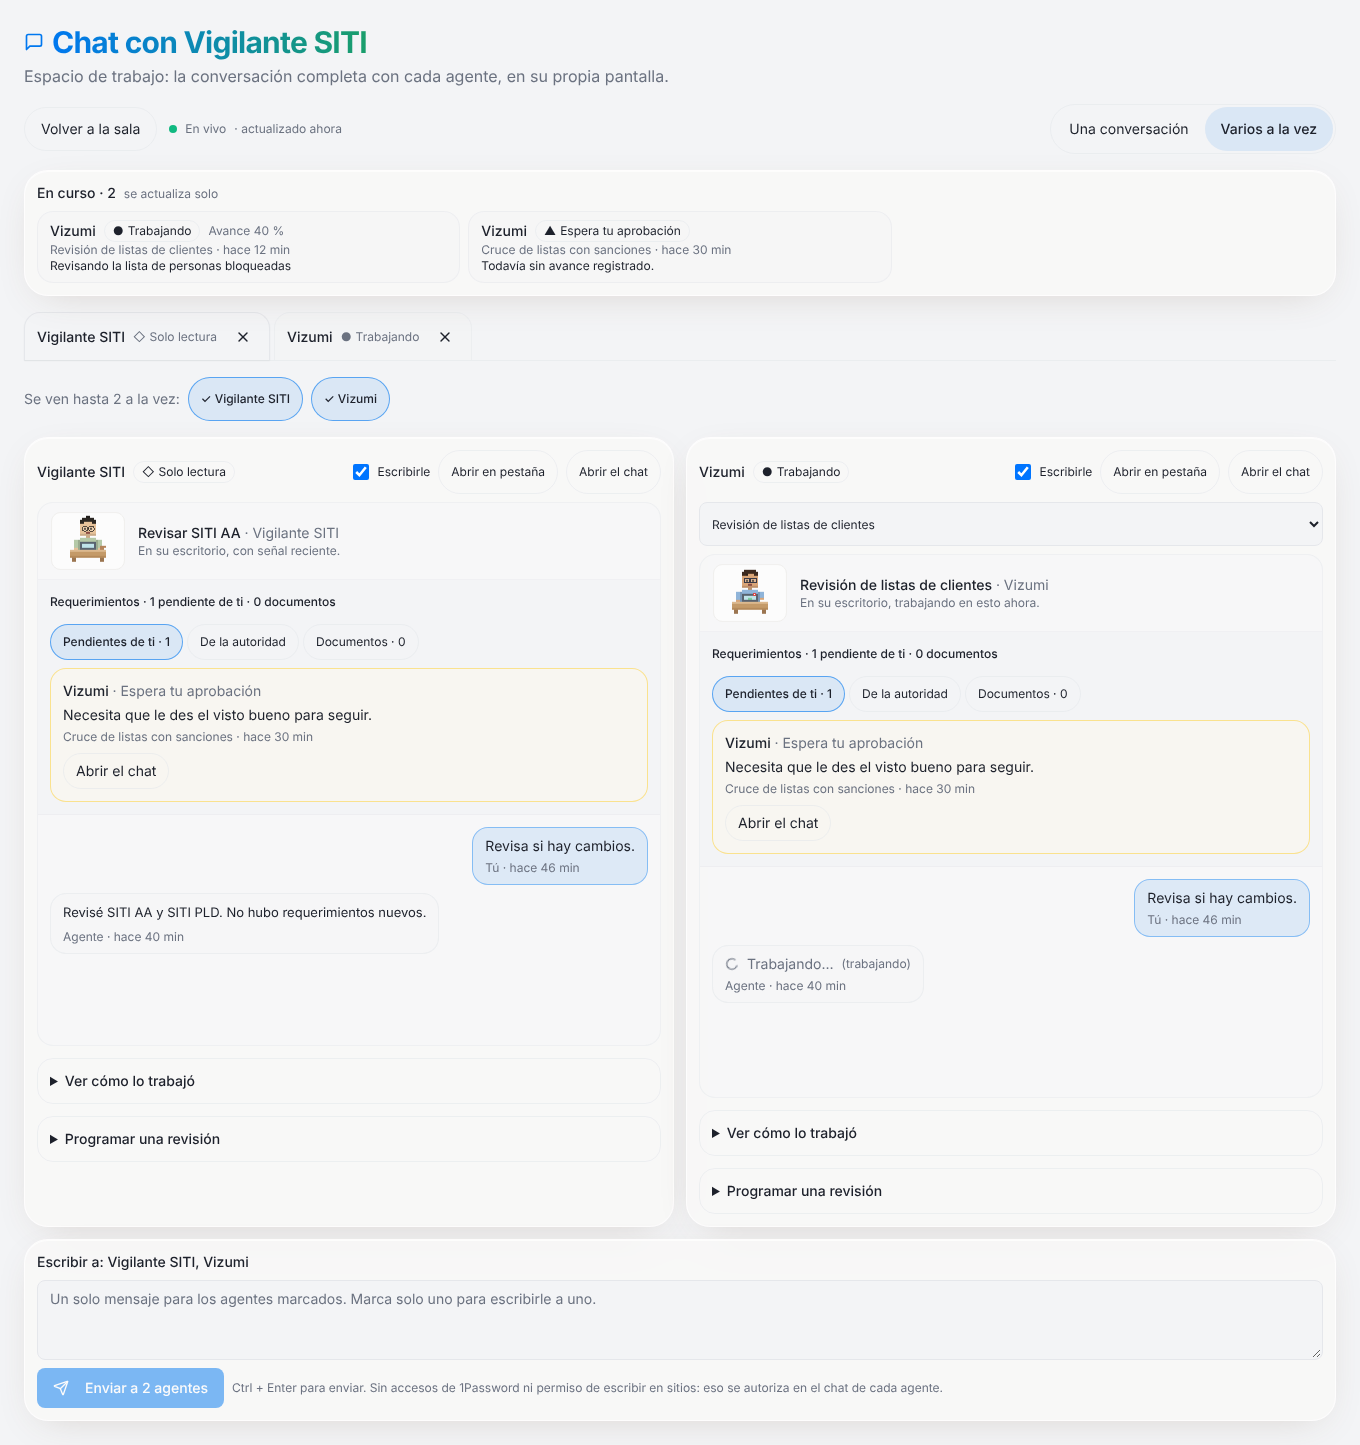 Chat con Vigilante SITI
Espacio de trabajo: la conversación completa con cada agente, en su propia pantalla.
Volver a la sala
En vivo · actualizado ahora
Una conversación
Varios a la vez
En curso · 2 se actualiza solo
Vizumi ● Trabajando Avance 40 %
Revisión de listas de clientes · hace 12 min
Revisando la lista de personas bloqueadas
Vizumi ▲ Espera tu aprobación
Cruce de listas con sanciones · hace 30 min
Todavía sin avance registrado.
Vigilante SITI ◇ Solo lectura ✕
Vizumi ● Trabajando ✕
Se ven hasta 2 a la vez: ✓ Vigilante SITI ✓ Vizumi
Vigilante SITI ◇ Solo lectura Escribirle Abrir en pestaña Abrir el chat
Revisar SITI AA · Vigilante SITI
En su escritorio, con señal reciente.
Requerimientos · 1 pendiente de ti · 0 documentos
Pendientes de ti · 1 De la autoridad Documentos · 0
Vizumi · Espera tu aprobación
Necesita que le des el visto bueno para seguir.
Cruce de listas con sanciones · hace 30 min
Abrir el chat
Revisa si hay cambios.
Tú · hace 46 min
Revisé SITI AA y SITI PLD. No hubo requerimientos nuevos.
Agente · hace 40 min
▶ Ver cómo lo trabajó
▶ Programar una revisión
Vizumi ● Trabajando Escribirle Abrir en pestaña Abrir el chat
Revisión de listas de clientes
Revisión de listas de clientes · Vizumi
En su escritorio, trabajando en esto ahora.
Requerimientos · 1 pendiente de ti · 0 documentos
Pendientes de ti · 1 De la autoridad Documentos · 0
Vizumi · Espera tu aprobación
Necesita que le des el visto bueno para seguir.
Cruce de listas con sanciones · hace 30 min
Abrir el chat
Revisa si hay cambios.
Tú · hace 46 min
Trabajando... (trabajando)
Agente · hace 40 min
▶ Ver cómo lo trabajó
▶ Programar una revisión
Escribir a: Vigilante SITI, Vizumi
Un solo mensaje para los agentes marcados. Marca solo uno para escribirle a uno.
Enviar a 2 agentes
Ctrl + Enter para enviar. Sin accesos de 1Password ni permiso de escribir en sitios: eso se autoriza en el chat de cada agente.